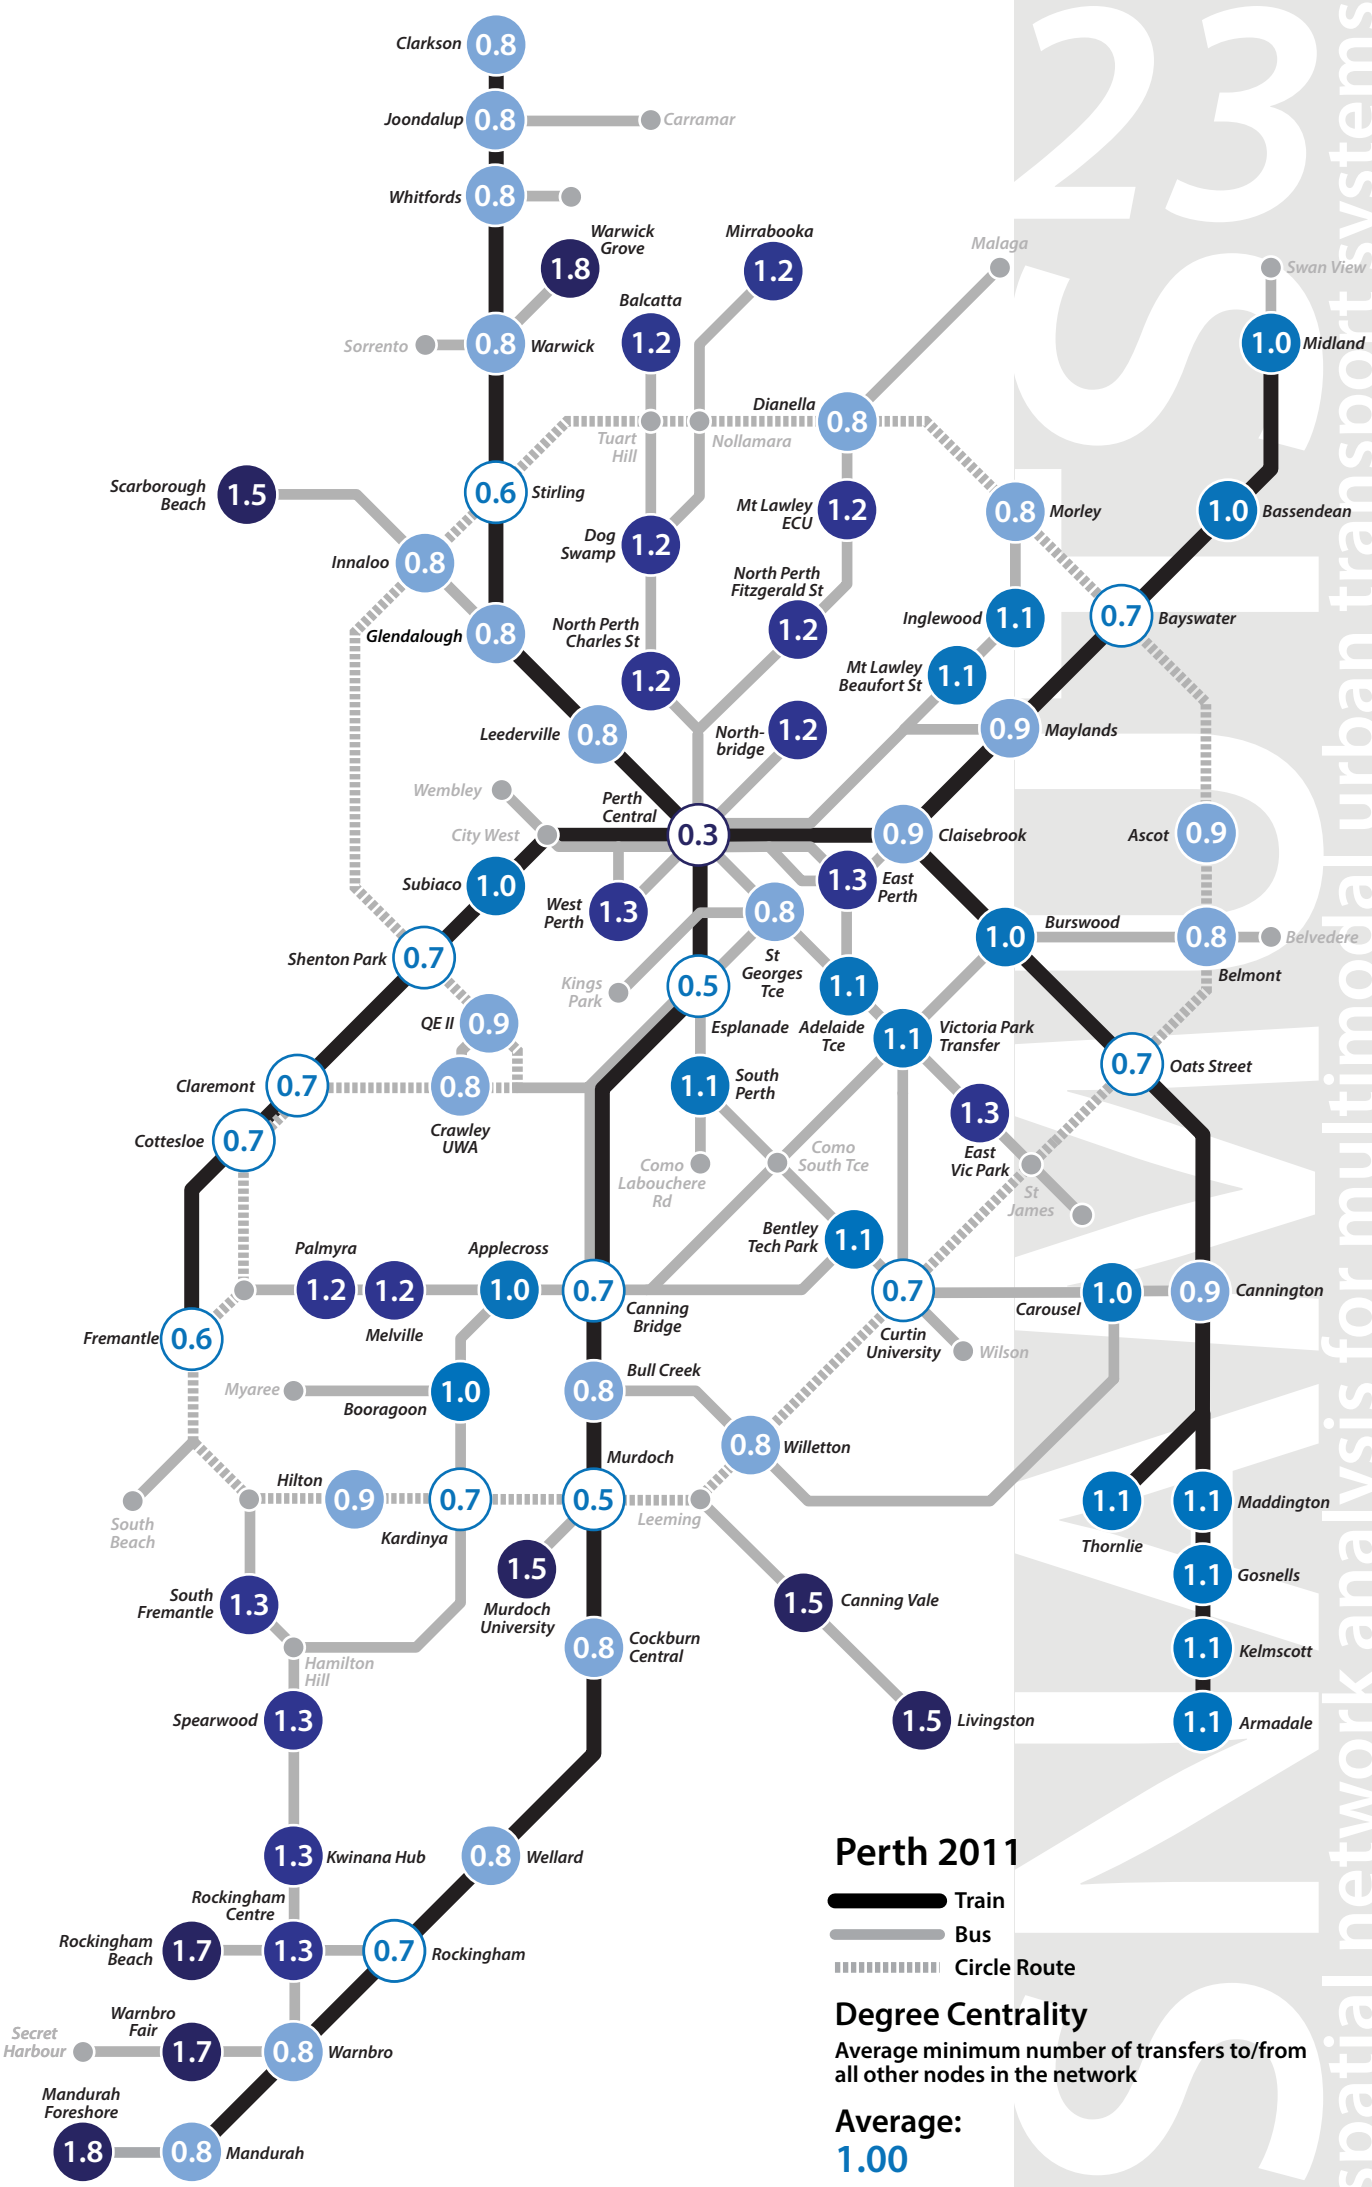 23
SNAMUTS
spatial network analysis for multimodal urban transport systems
Clarkson
0.8
Joondalup
0.8
Carramar
Whitfords
0.8
Warwick
Grove
1.8
Mirrabooka
1.2
Malaga
Swan View
Balcatta
1.2
Sorrento
0.8
Warwick
1.0
Midland
Dianella
0.8
Tuart
Hill
Nollamara
Scarborough
Beach
1.5
0.6
Stirling
Mt Lawley
ECU
1.2
0.8
Morley
1.0
Bassendean
Dog
Swamp
1.2
Innaloo
0.8
North Perth
Fitzgerald St
1.2
Inglewood
1.1
0.7
Bayswater
Glendalough
0.8
North Perth
Charles St
1.2
Mt Lawley
Beaufort St
1.1
Leederville
0.8
North-
bridge
1.2
0.9
Maylands
Wembley
Perth
Central
0.3
City West
0.9
Claisebrook
Ascot
0.9
Subiaco
1.0
West
Perth
1.3
1.3
East
Perth
0.8
St
Georges
Tce
1.0
Burswood
0.8
Belmont
Belvedere
Shenton Park
0.7
Kings
Park
0.5
Esplanade
1.1
Adelaide
Tce
QE II
0.9
1.1
Victoria Park
Transfer
0.7
Oats Street
Claremont
0.7
0.8
Crawley
UWA
1.1
South
Perth
1.3
East
Vic Park
Cottesloe
0.7
Como
Labouchere
Rd
Como
South Tce
St
James
Bentley
Tech Park
1.1
Palmyra
1.2
1.2
Melville
Applecross
1.0
0.7
Canning
Bridge
0.7
Curtin
University
Carousel
1.0
0.9
Cannington
Fremantle
0.6
Wilson
Myaree
1.0
Booragoon
0.8
Bull Creek
0.8
Willetton
South
Beach
Hilton
0.9
0.7
Kardinya
Murdoch
0.5
Leeming
1.1
Thornlie
1.1
Maddington
1.5
Murdoch
University
1.1
Gosnells
South
Fremantle
1.3
1.5
Canning Vale
Hamilton
Hill
0.8
Cockburn
Central
1.1
Kelmscott
Spearwood
1.3
1.5
Livingston
1.1
Armadale
1.3
Kwinana Hub
0.8
Wellard
Rockingham
Centre
1.3
Rockingham
Beach
1.7
0.7
Rockingham
Warnbro
Fair
1.7
Secret
Harbour
0.8
Warnbro
Mandurah
Foreshore
1.8
0.8
Mandurah
Perth 2011
Train
Bus
Circle Route
Degree Centrality
Average minimum number of transfers to/from
all other nodes in the network
Average:
1.00